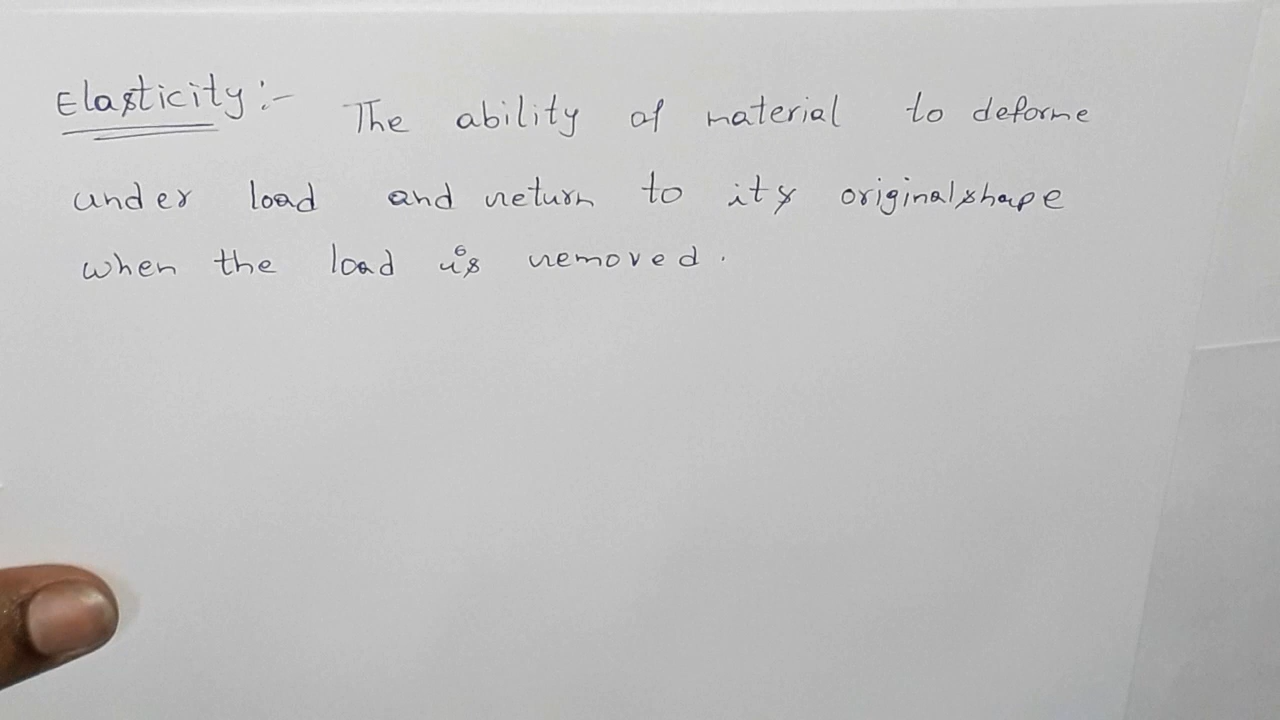 Elasticity :- The ability of material to deforme
under load and return to its original shape
when the load is removed.